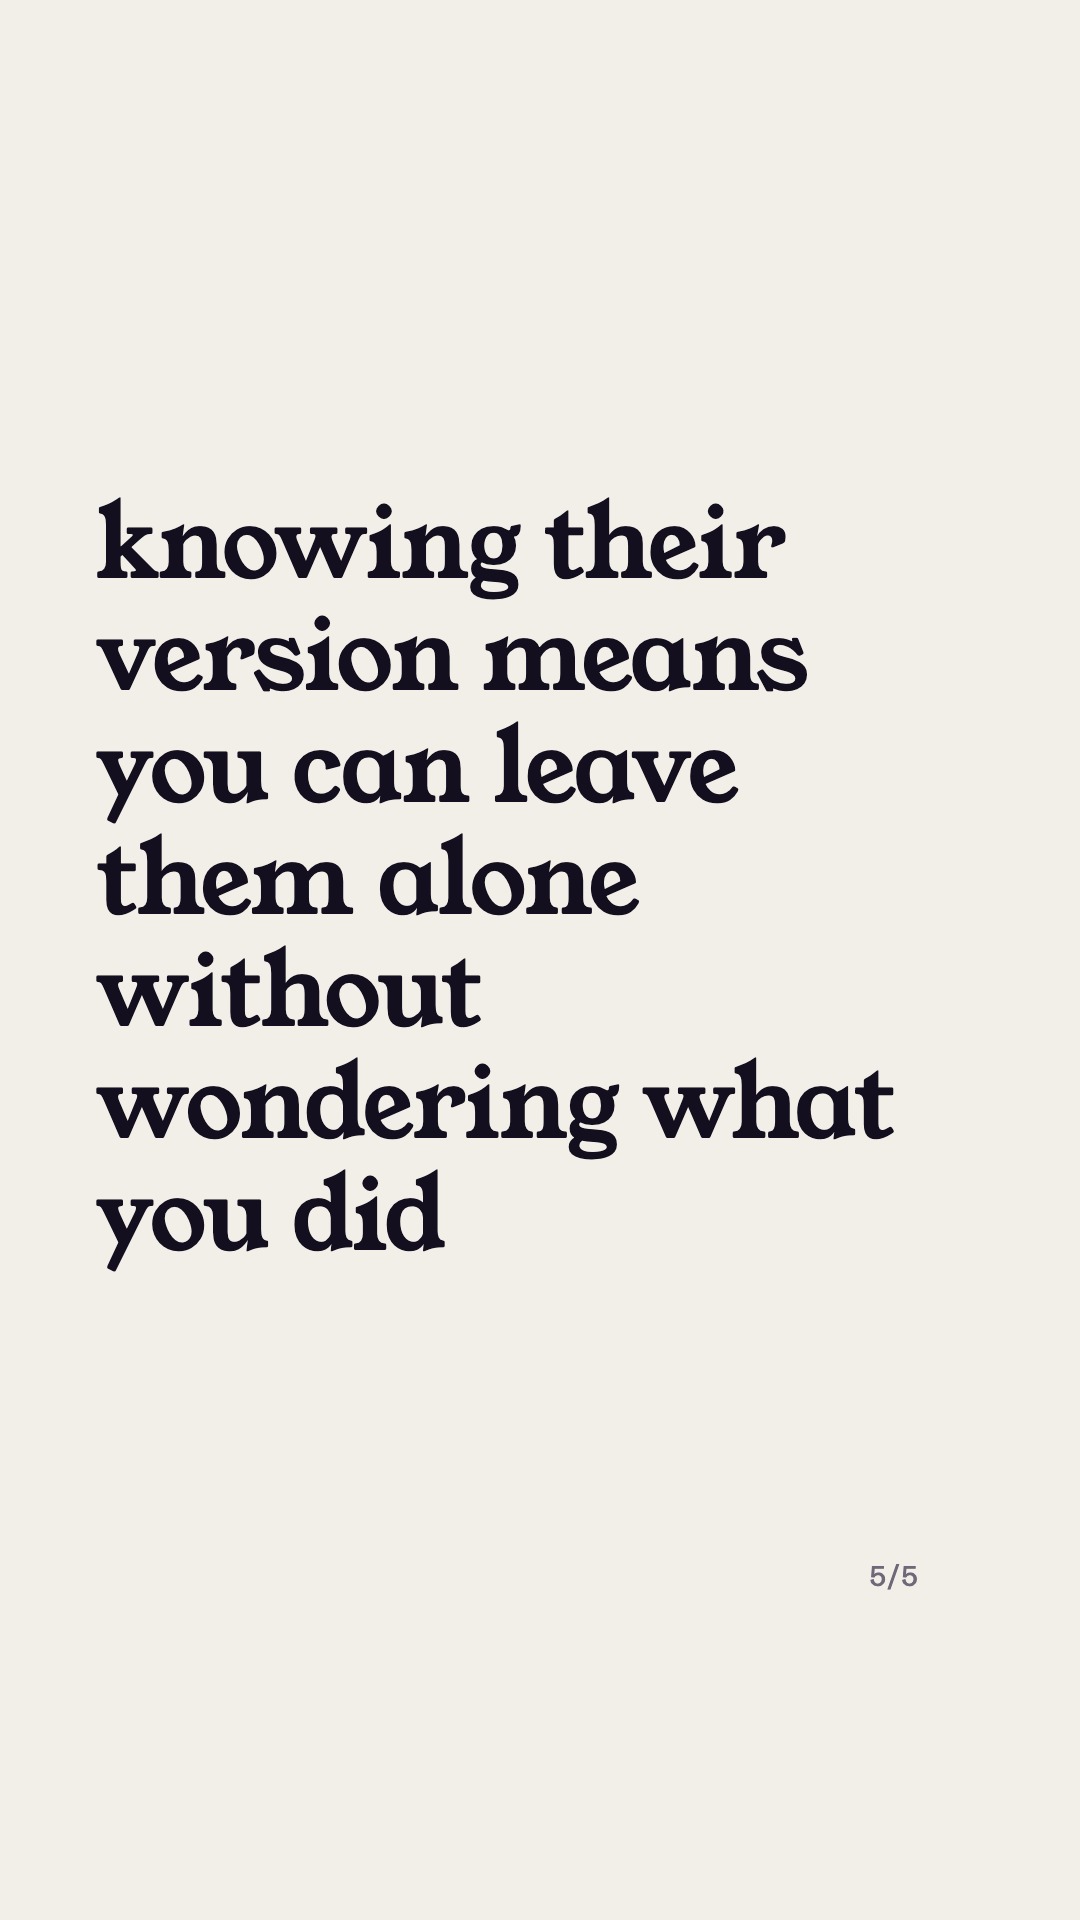 knowing their
version means
you can leave
them alone
without
wondering what
you did
5/5